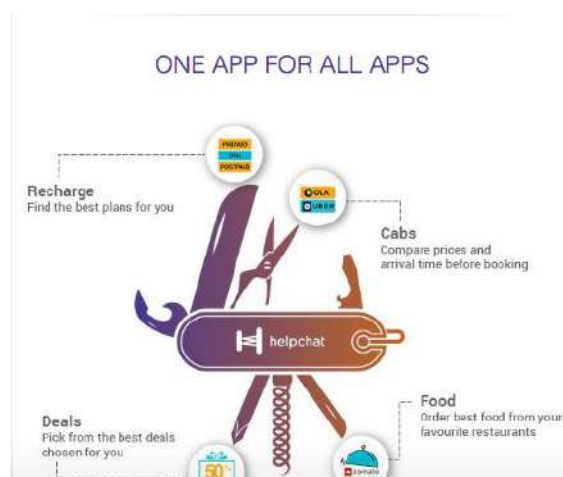 ONE APP FOR ALL APPS
PREPAID
POSTPAID
Recharge
Find the best plans for you
OLA
UBER
Cabs
Compare prices and
arrival time before booking
helpchat
Food
Order best food from your
favourite restaurants
Deals
Pick from the best deals
chosen for you
50%
zomato